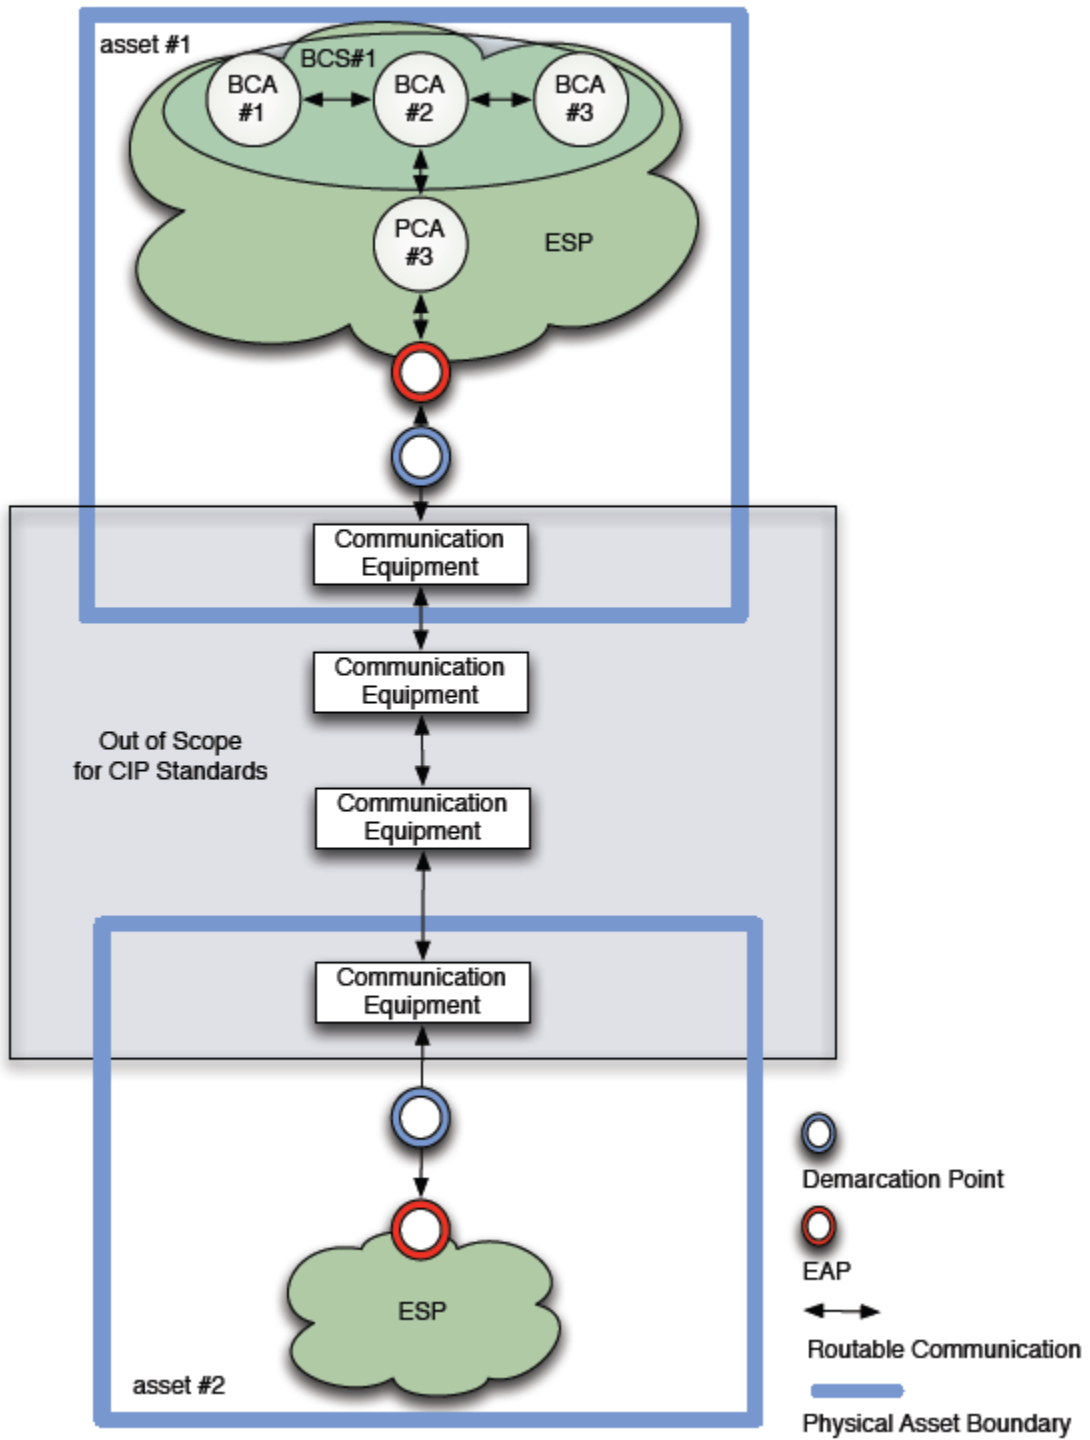 asset #1
BCS#1
BCA
#1
BCA
#2
BCA
#3
PCA
#3
ESP
Communication
Equipment
Communication
Equipment
Out of Scope
for CIP Standards
Communication
Equipment
Communication
Equipment
ESP
asset #2
Demarcation Point
EAP
Routable Communication
Physical Asset Boundary